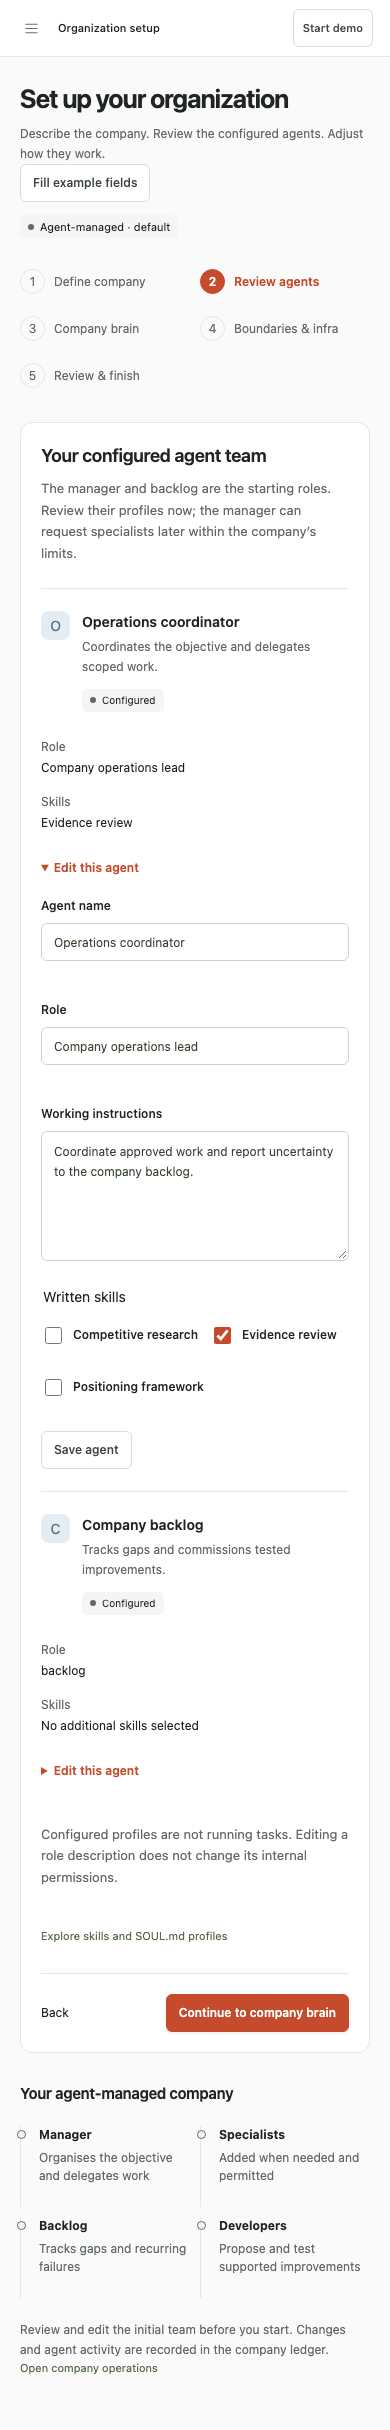 Organization setup
Start demo
Set up your organization
Describe the company. Review the configured agents. Adjust
how they work.
Fill example fields
Agent-managed · default
1 Define company
2 Review agents
3 Company brain
4 Boundaries & infra
5 Review & finish
Your configured agent team
The manager and backlog are the starting roles.
Review their profiles now; the manager can
request specialists later within the company’s
limits.
O
Operations coordinator
Coordinates the objective and delegates
scoped work.
Configured
Role
Company operations lead
Skills
Evidence review
Edit this agent
Agent name
Operations coordinator
Role
Company operations lead
Working instructions
Coordinate approved work and report uncertainty
to the company backlog.
Written skills
Competitive research
Evidence review
Positioning framework
Save agent
C
Company backlog
Tracks gaps and commissions tested
improvements.
Configured
Role
backlog
Skills
No additional skills selected
Edit this agent
Configured profiles are not running tasks. Editing a
role description does not change its internal
permissions.
Explore skills and SOUL.md profiles
Back
Continue to company brain
Your agent-managed company
Manager
Organises the objective
and delegates work
Specialists
Added when needed and
permitted
Backlog
Tracks gaps and recurring
failures
Developers
Propose and test
supported improvements
Review and edit the initial team before you start. Changes
and agent activity are recorded in the company ledger.
Open company operations